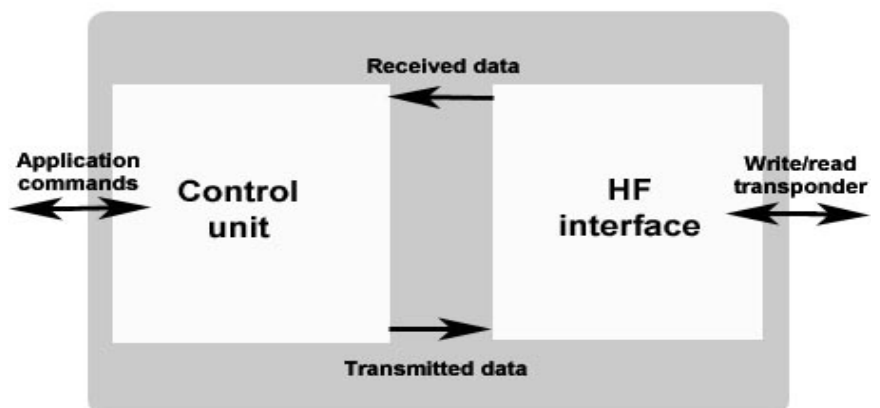 Received data
Application
commands
Control
unit
HF
interface
Write/read
transponder
Transmitted data